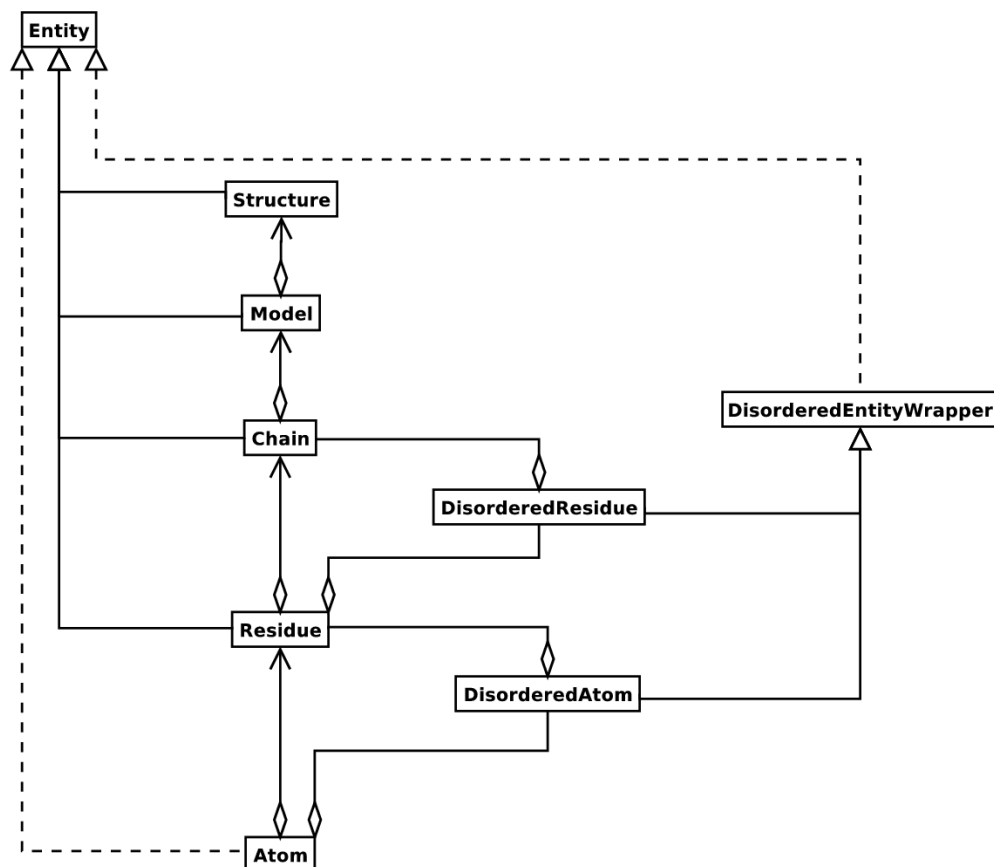 Entity
Structure
Model
DisorderedEntityWrapper
Chain
DisorderedResidue
Residue
DisorderedAtom
Atom